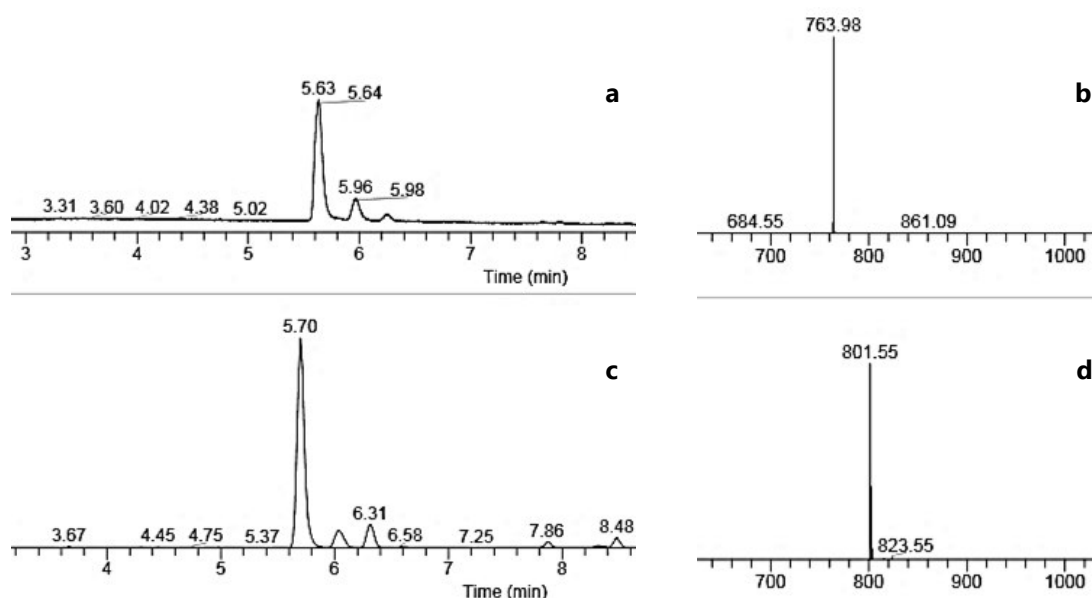 763.98
5.63 5.64 a b
5.96 5.98
3.31 3.60 4.02 4.38 5.02 684.55 861.09
3 4 5 6 7 8 700 800 900 1000
Time (min)
5.70 801.55
c d
6.31
3.67 4.45 4.75 5.37 6.58 7.25 7.86 8.48 823.55
4 5 6 7 8 700 800 900 1000
Time (min)